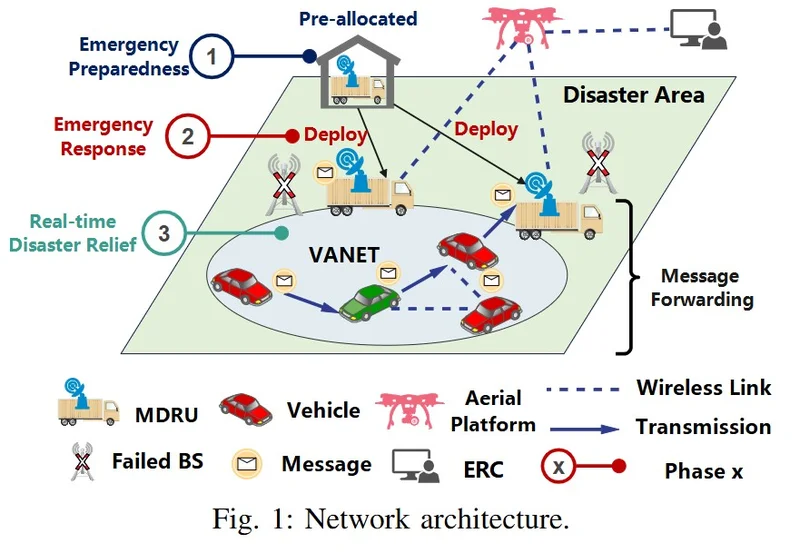 Pre-allocated
Emergency
Preparedness
1
Disaster Area
Emergency
Response
2
Deploy
Deploy
Real-time
Disaster Relief
3
VANET
Message
Forwarding
MDRU
Vehicle
Aerial
Platform
Wireless Link
Transmission
Failed BS
Message
ERC
X
Phase x
Fig. 1: Network architecture.